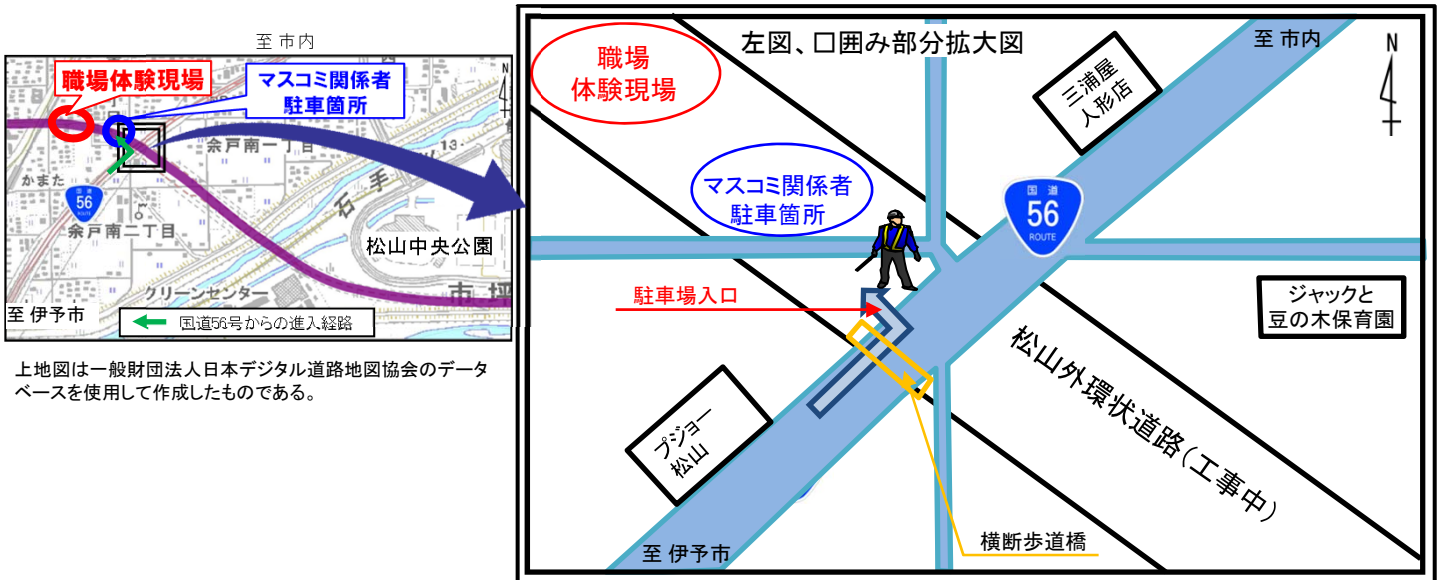 至 市内
職場体験現場
マスコミ関係者
駐車箇所
N
余戸南一丁目
13
かまた
国道
56
ROUTE
余戸南二丁目
石手
松山中央公園
クリーンセンター
市坪
至 伊予市
国道56号からの進入経路
上地図は一般財団法人日本デジタル道路地図協会のデータ
ベースを使用して作成したものである。
左図、口囲み部分拡大図
至 市内
N
職場
体験現場
三浦屋
人形店
マスコミ関係者
駐車箇所
国道
56
ROUTE
駐車場入口
ジャックと
豆の木保育園
松山外環状道路(工事中)
プジョー
松山
横断歩道橋
至 伊予市